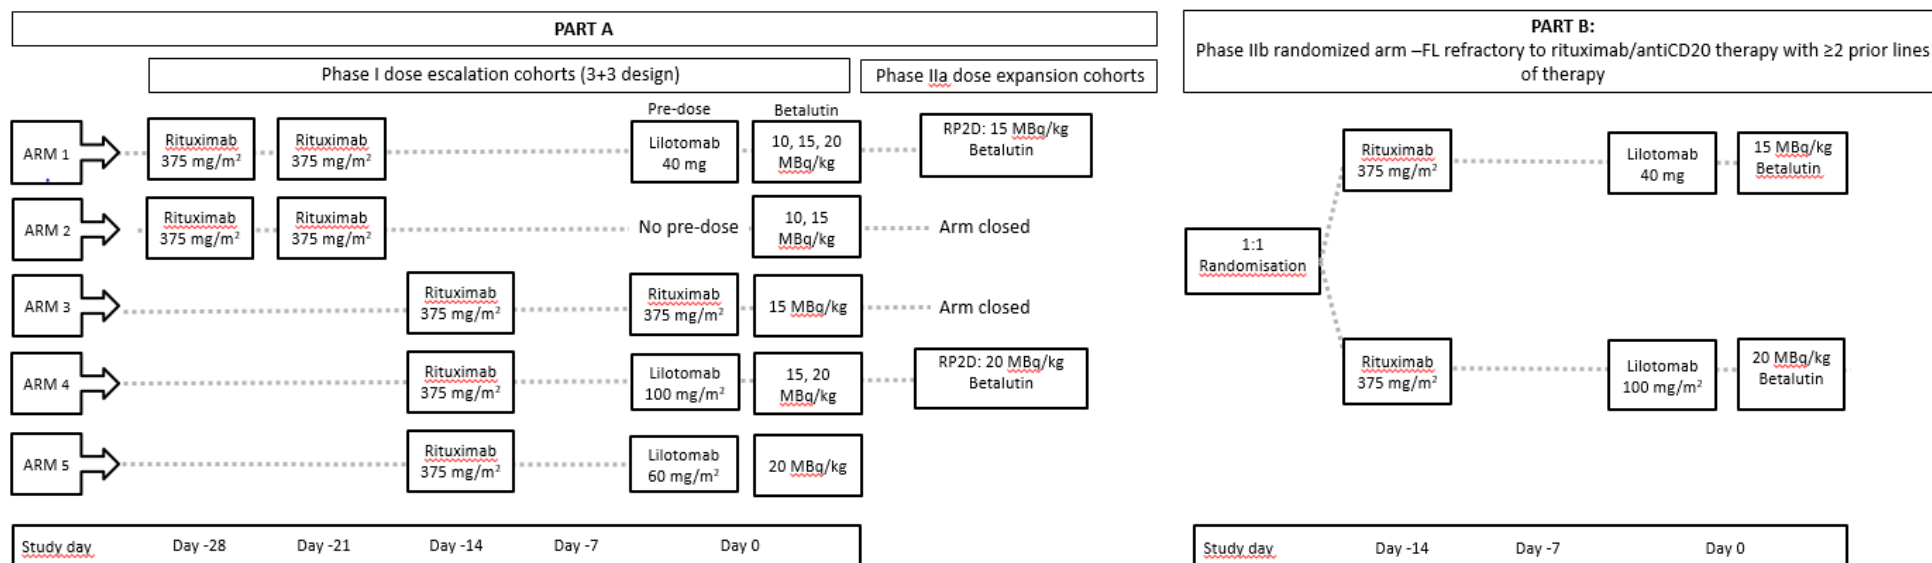 PART A
Phase I dose escalation cohorts (3+3 design)
Phase IIa dose expansion cohorts
Pre-dose
Betalutin
ARM 1
Rituximab
375 mg/m²
Rituximab
375 mg/m²
Lilotomab
40 mg
10, 15, 20
MBq/kg
RP2D: 15 MBq/kg
Betalutin
ARM 2
Rituximab
375 mg/m²
Rituximab
375 mg/m²
No pre-dose
10, 15
MBq/kg
Arm closed
ARM 3
Rituximab
375 mg/m²
Rituximab
375 mg/m²
15 MBq/kg
Arm closed
ARM 4
Rituximab
375 mg/m²
Lilotomab
100 mg/m²
15, 20
MBq/kg
RP2D: 20 MBq/kg
Betalutin
ARM 5
Rituximab
375 mg/m²
Lilotomab
60 mg/m²
20 MBq/kg
Study day
Day -28
Day -21
Day -14
Day -7
Day 0
PART B:
Phase IIb randomized arm –FL refractory to rituximab/antiCD20 therapy with ≥2 prior lines
of therapy
1:1
Randomisation
Rituximab
375 mg/m²
Lilotomab
40 mg
15 MBq/kg
Betalutin
Rituximab
375 mg/m²
Lilotomab
100 mg/m²
20 MBq/kg
Betalutin
Study day
Day -14
Day -7
Day 0